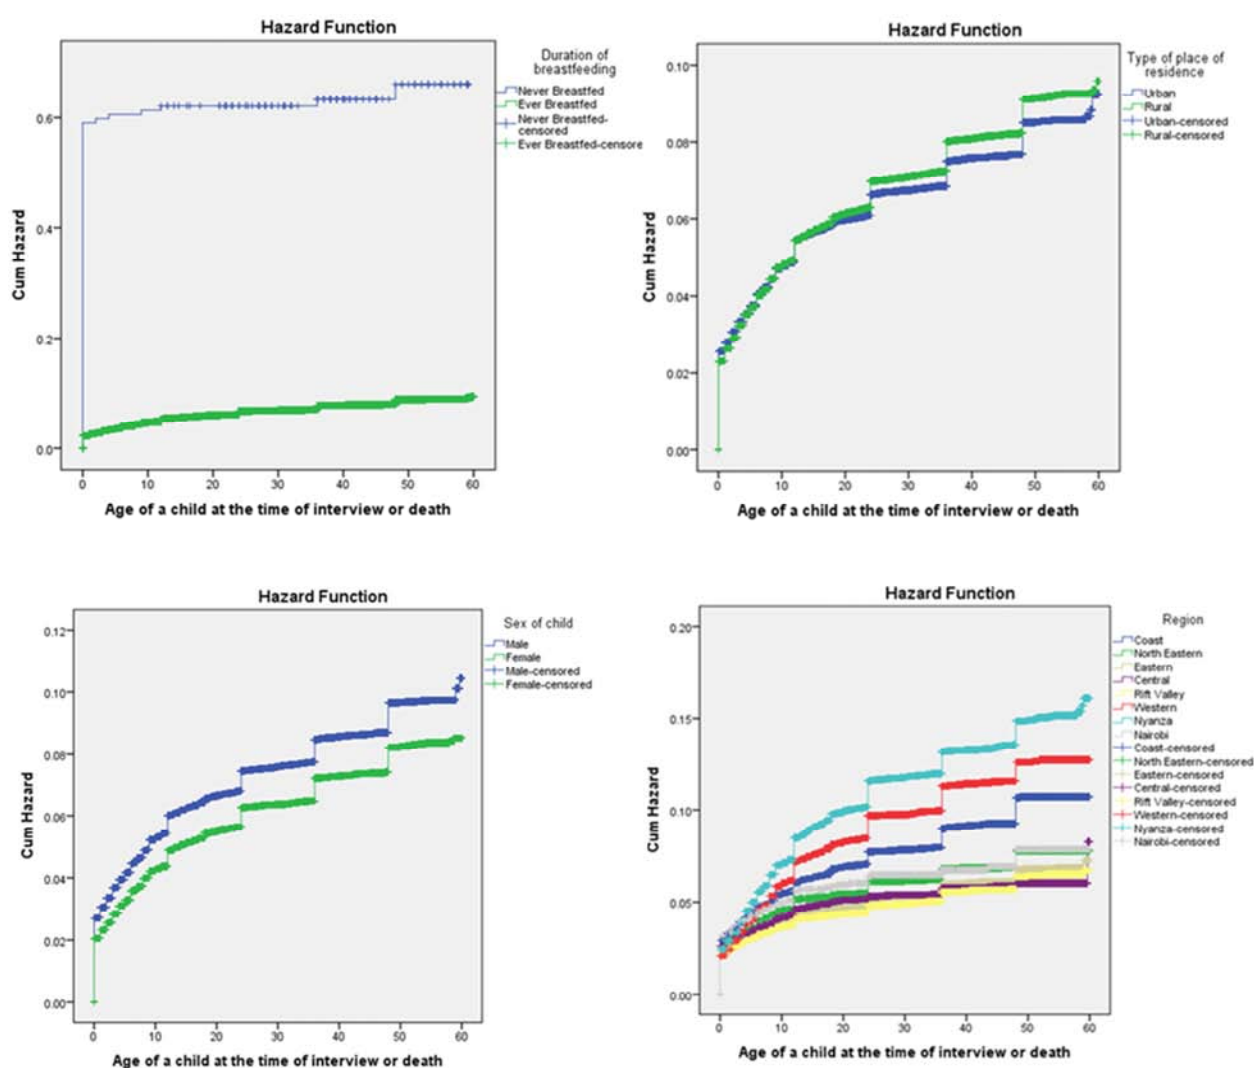 Hazard Function
Duration of
breastfeeding
Never Breastfed
Ever Breastfed
Never Breastfed-
censored
Ever Breastfed-censore
Cum Hazard
0.6
0.4
0.2
0.0
0 10 20 30 40 50 60
Age of a child at the time of interview or death
Hazard Function
Type of place of
residence
Urban
Rural
Urban-censored
Rural-censored
Cum Hazard
0.10
0.08
0.06
0.04
0.02
0.00
0 10 20 30 40 50 60
Age of a child at the time of interview or death
Hazard Function
Sex of child
Male
Female
Male-censored
Female-censored
Cum Hazard
0.12
0.10
0.08
0.06
0.04
0.02
0.00
0 10 20 30 40 50 60
Age of a child at the time of interview or death
Hazard Function
Region
Coast
North Eastern
Eastern
Central
Rift Valley
Western
Nyanza
Nairobi
Coast-censored
North Eastern-censored
Eastern-censored
Central-censored
Rift Valley-censored
Western-censored
Nyanza-censored
Nairobi-censored
Cum Hazard
0.20
0.15
0.10
0.05
0.00
0 10 20 30 40 50 60
Age of a child at the time of interview or death